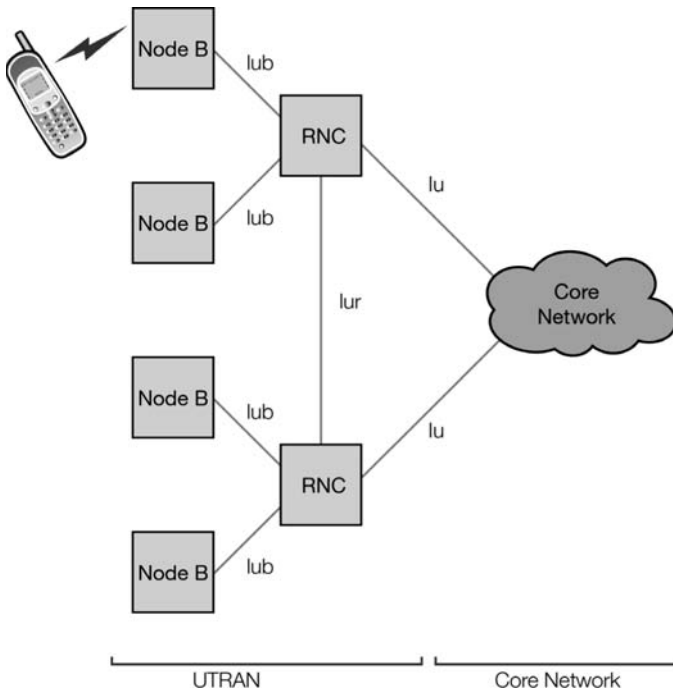 Node B
Iub
RNC
Iu
Node B
Iub
Iur
Core
Network
Node B
Iub
Iu
RNC
Node B
Iub
UTRAN
Core Network